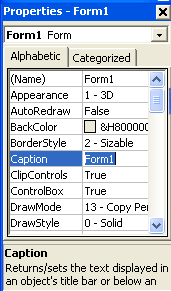 Properties - Form1
Form1 Form
Alphabetic Categorized
(Name) Form1
Appearance 1 - 3D
AutoRedraw False
BackColor &H800000
BorderStyle 2 - Sizable
Caption Form1
ClipControls True
ControlBox True
DrawMode 13 - Copy Pen
DrawStyle 0 - Solid
Caption
Returns/sets the text displayed in
an object's title bar or below an